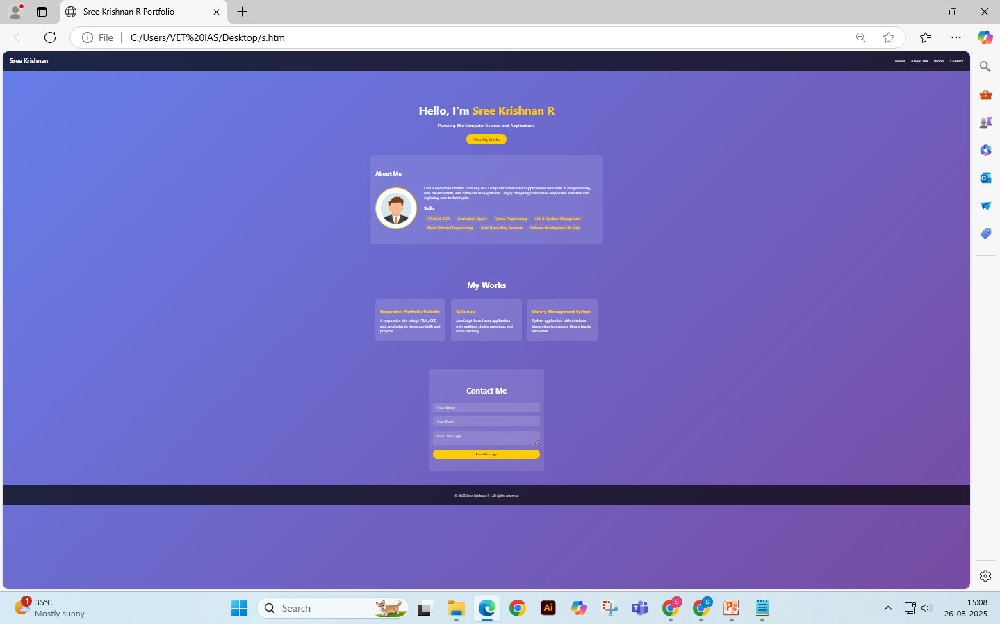 Sree Krishnan R Portfolio
File
C:/Users/VET%20IAS/Desktop/s.htm
Sree Krishnan
Home About Me Works Contact
Hello, I'm Sree Krishnan R
Pursuing BSc Computer Science and Applications
View My Works
About Me
I am a dedicated student pursuing BSc Computer Science and Applications with skills in programming,
web development, and database management. I enjoy designing interactive, responsive websites and
exploring new technologies.
Skills
HTML5 & CSS3 JavaScript & jQuery Python Programming SQL & Database Management
Object-Oriented Programming Basic Networking Concepts Software Development Life Cycle
My Works
Responsive Portfolio Website
A responsive site using HTML, CSS,
and JavaScript to showcase skills and
projects.
Quiz App
JavaScript-based quiz application
with multiple choice questions and
score tracking.
Library Management System
Python application with database
integration to manage library books
and users.
Contact Me
Your Name
Your Email
Your Message
Send Message
© 2025 Sree Krishnan R | All rights reserved
1
35°C
Mostly sunny
Search
Ai
S
S
15:08
26-08-2025